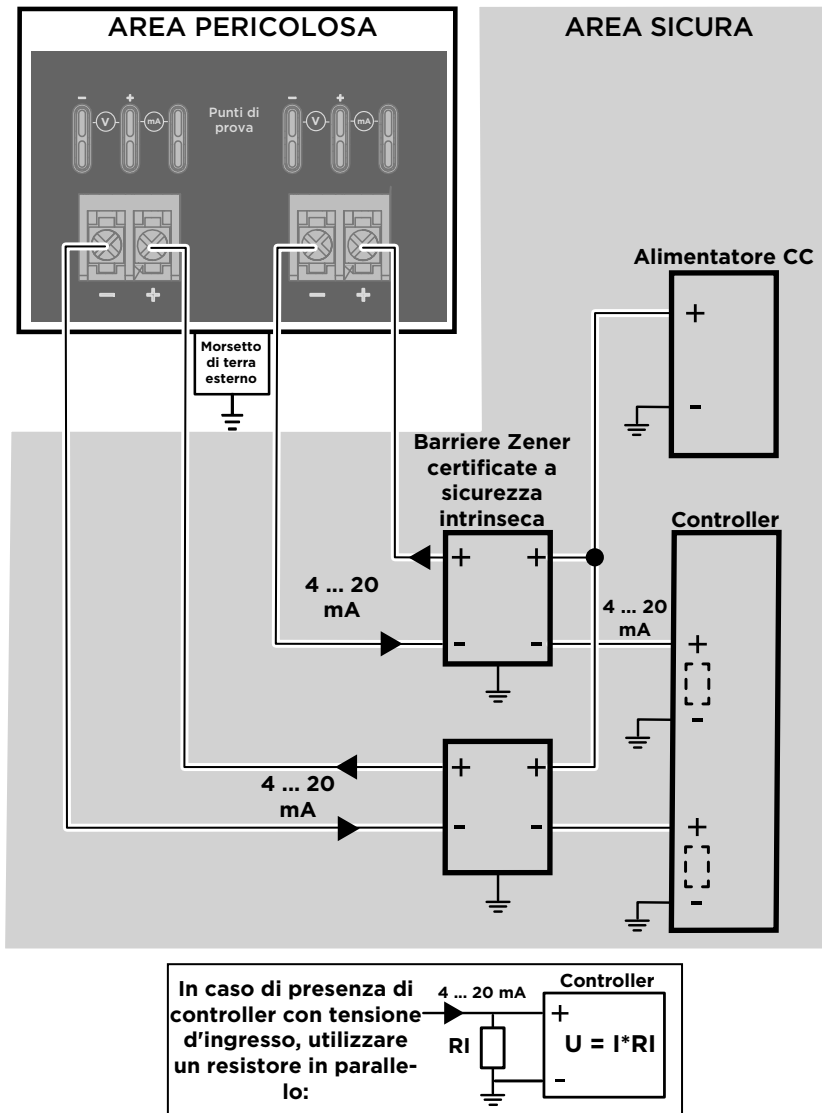 AREA PERICOLOSA
AREA SICURA
- + - +
V mA V mA
Punti di
prova
- + - +
Morsetto
di terra
esterno
Alimentatore CC
+
-
Barriere Zener
certificate a
sicurezza
intrinseca
Controller
+ +
4 ... 20
mA
4 ... 20
mA
- -
+
-
+ +
4 ... 20
mA
- -
+
-
In caso di presenza di
controller con tensione
d'ingresso, utilizzare
un resistore in paralle-
lo:
4 ... 20 mA
Controller
+
RI
U = I*RI
-